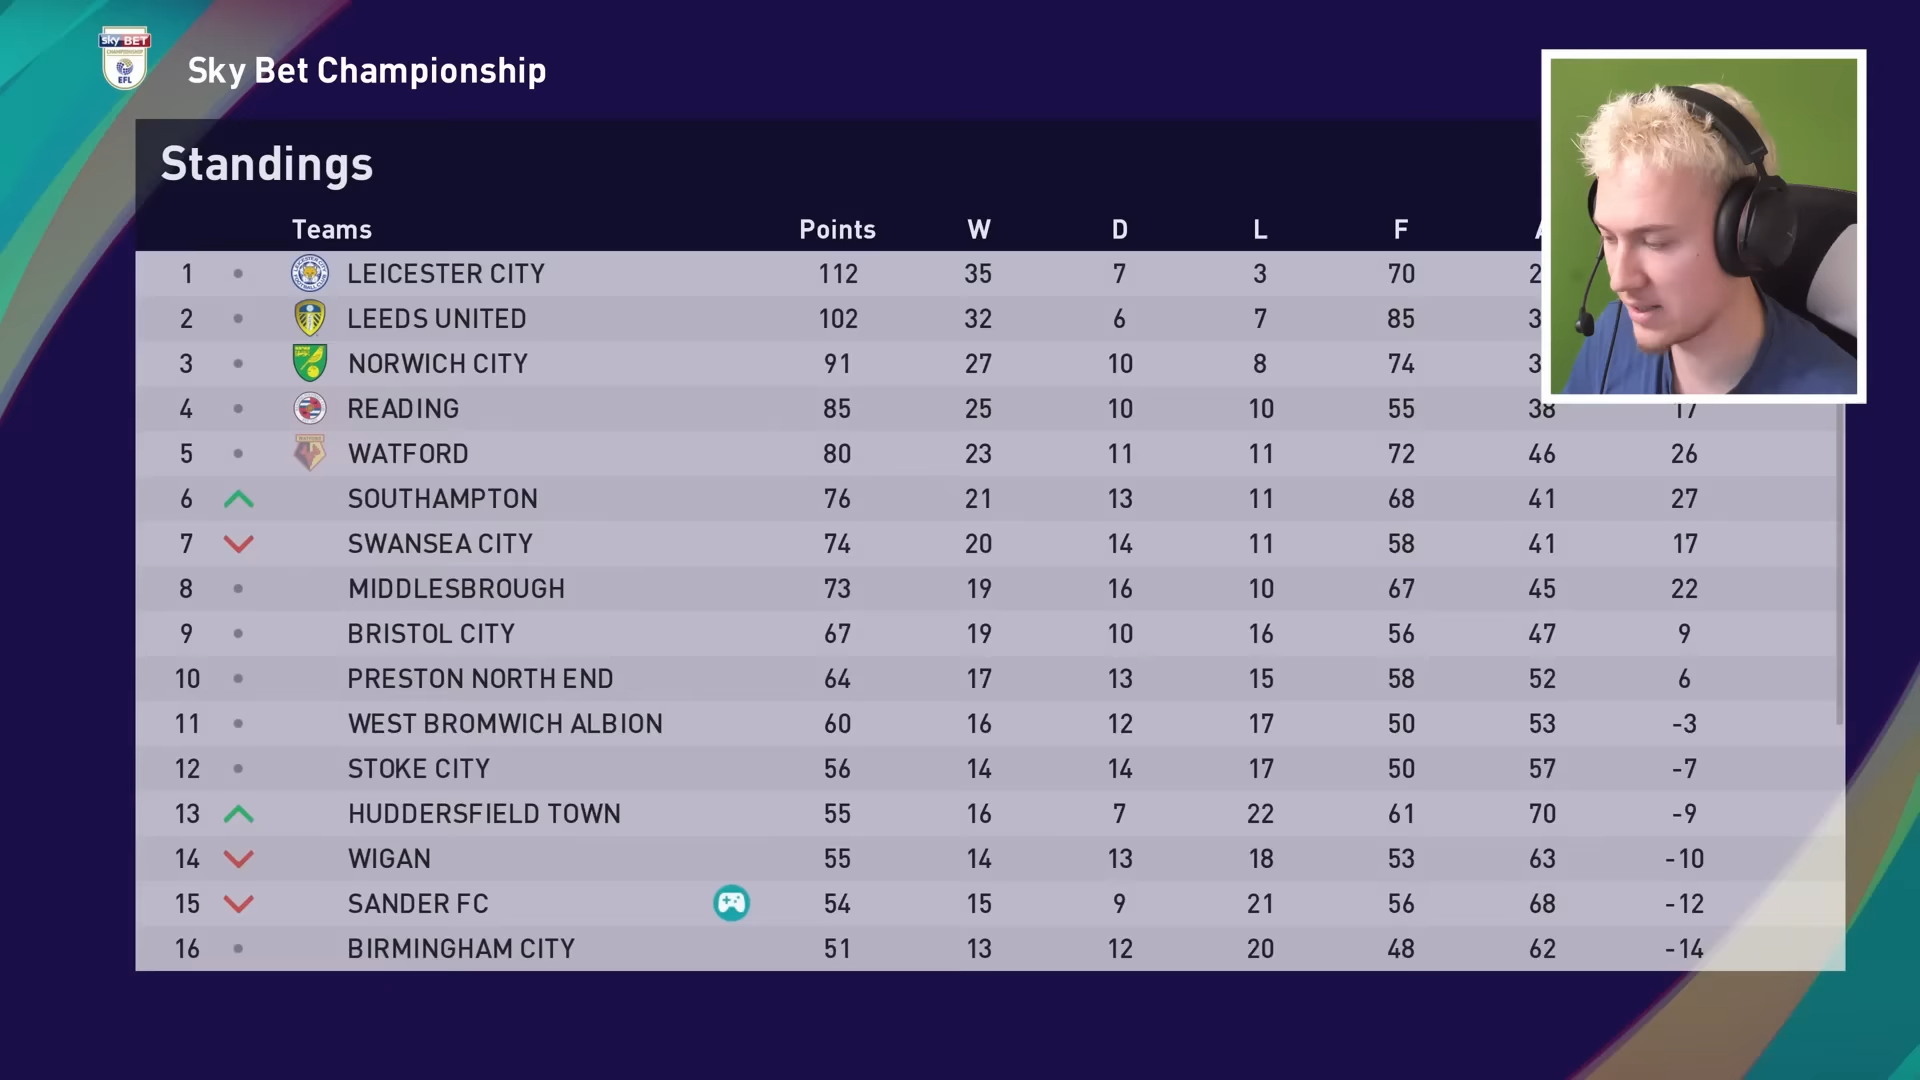 sky BET
CHAMPIONSHIP
EFL
Sky Bet Championship
Standings
Teams Points W D L F
1 LEICESTER CITY 112 35 7 3 70
2 LEEDS UNITED 102 32 6 7 85
3 NORWICH CITY 91 27 10 8 74
4 READING 85 25 10 10 55 38 17
5 WATFORD 80 23 11 11 72 46 26
6 SOUTHAMPTON 76 21 13 11 68 41 27
7 SWANSEA CITY 74 20 14 11 58 41 17
8 MIDDLESBROUGH 73 19 16 10 67 45 22
9 BRISTOL CITY 67 19 10 16 56 47 9
10 PRESTON NORTH END 64 17 13 15 58 52 6
11 WEST BROMWICH ALBION 60 16 12 17 50 53 -3
12 STOKE CITY 56 14 14 17 50 57 -7
13 HUDDERSFIELD TOWN 55 16 7 22 61 70 -9
14 WIGAN 55 14 13 18 53 63 -10
15 SANDER FC 54 15 9 21 56 68 -12
16 BIRMINGHAM CITY 51 13 12 20 48 62 -14